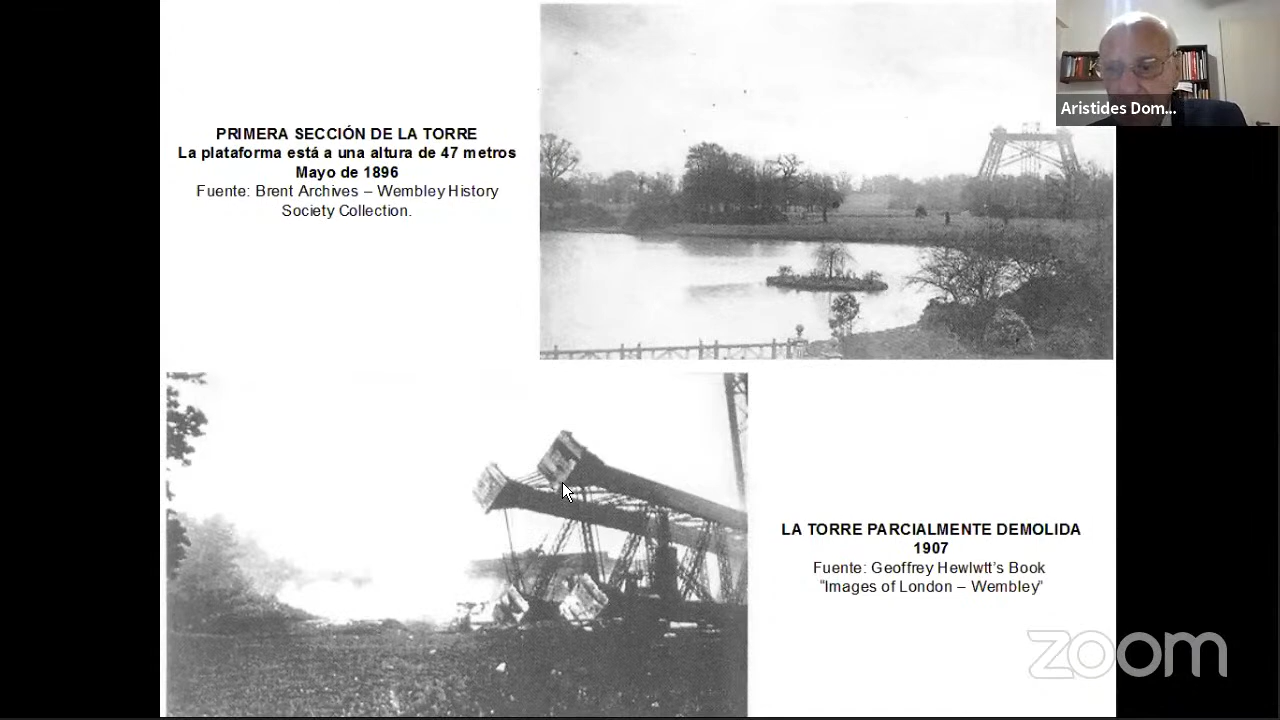 PRIMERA SECCIÓN DE LA TORRE
La plataforma está a una altura de 47 metros
Mayo de 1896
Fuente: Brent Archives – Wembley History
Society Collection.
Aristides Dom...
LA TORRE PARCIALMENTE DEMOLIDA
1907
Fuente: Geoffrey Hewlwtt's Book
"Images of London – Wembley"
zoom